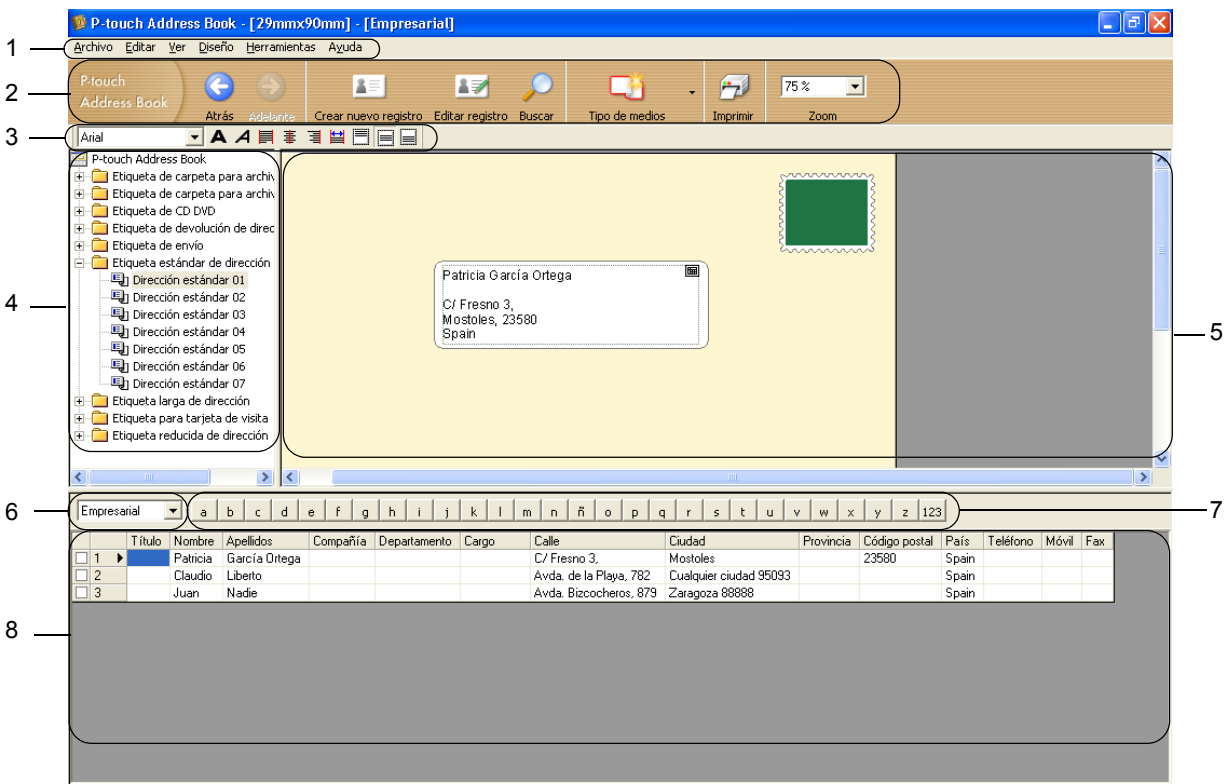 P-touch Address Book - [29mmx90mm] - [Empresarial]
1
Archivo Editar Ver Diseño Herramientas Ayuda
2
P-touch
Address Book
Atrás Adelante Crear nuevo registro Editar registro Buscar Tipo de medios Imprimir 75 % Zoom
3
Arial A A
4
P-touch Address Book
Etiqueta de carpeta para archiv
Etiqueta de carpeta para archiv
Etiqueta de CD DVD
Etiqueta de devolución de direc
Etiqueta de envío
Etiqueta estándar de dirección
Dirección estándar 01
Dirección estándar 02
Dirección estándar 03
Dirección estándar 04
Dirección estándar 05
Dirección estándar 06
Dirección estándar 07
Etiqueta larga de dirección
Etiqueta para tarjeta de visita
Etiqueta reducida de dirección
Patricia García Ortega
C/ Fresno 3,
Mostoles, 23580
Spain
5
6
Empresarial
a b c d e f g h i j k l m n ñ o p q r s t u v w x y z 123
7
Título Nombre Apellidos Compañía Departamento Cargo Calle Ciudad Provincia Código postal País Teléfono Móvil Fax
1 Patricia García Ortega C/ Fresno 3, Mostoles 23580 Spain
2 Claudio Liberto Avda. de la Playa, 782 Cualquier ciudad 95093 Spain
3 Juan Nadie Avda. Bizcocheros, 879 Zaragoza 88888 Spain
8